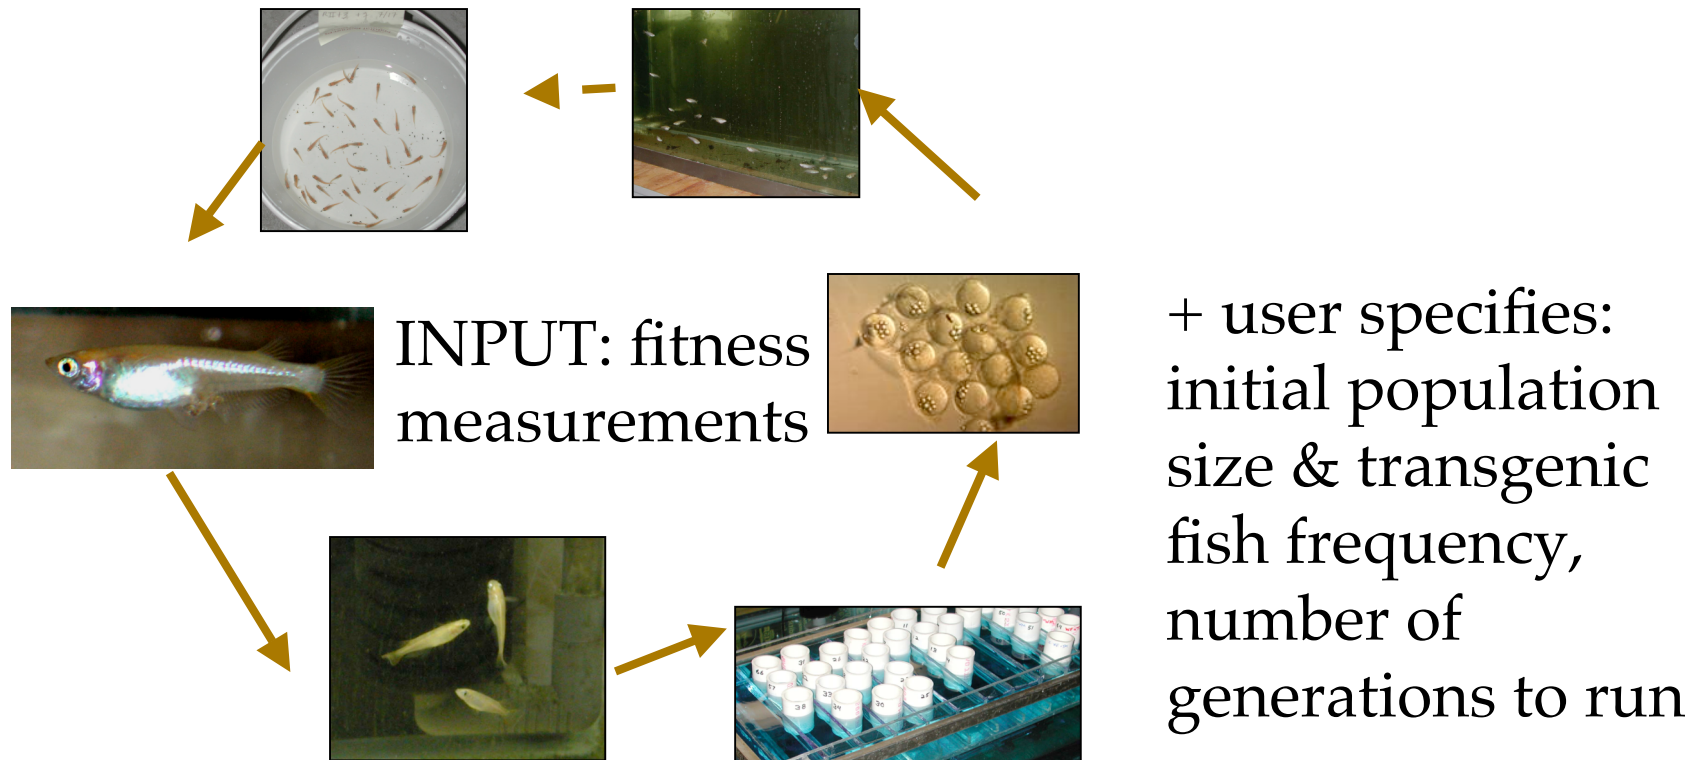 INPUT: fitness
measurements
+ user specifies:
initial population
size & transgenic
fish frequency,
number of
generations to run